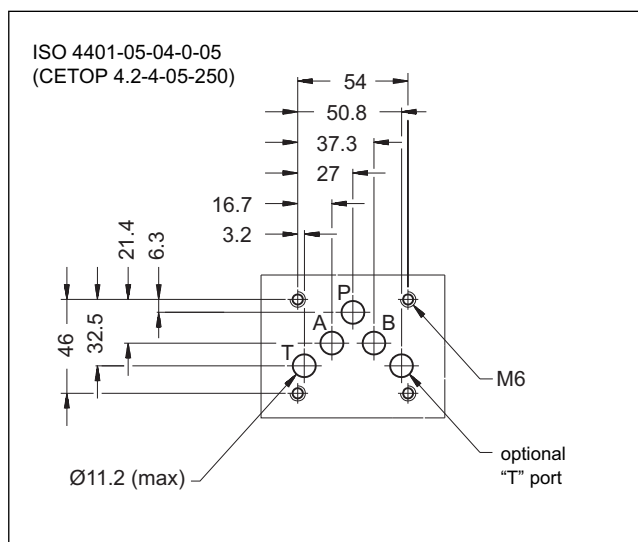 ISO 4401-05-04-0-05
(CETOP 4.2-4-05-250)
54
50.8
37.3
27
16.7
3.2
21.4
6.3
46
32.5
P
A
B
T
M6
Ø11.2 (max)
optional
“T” port